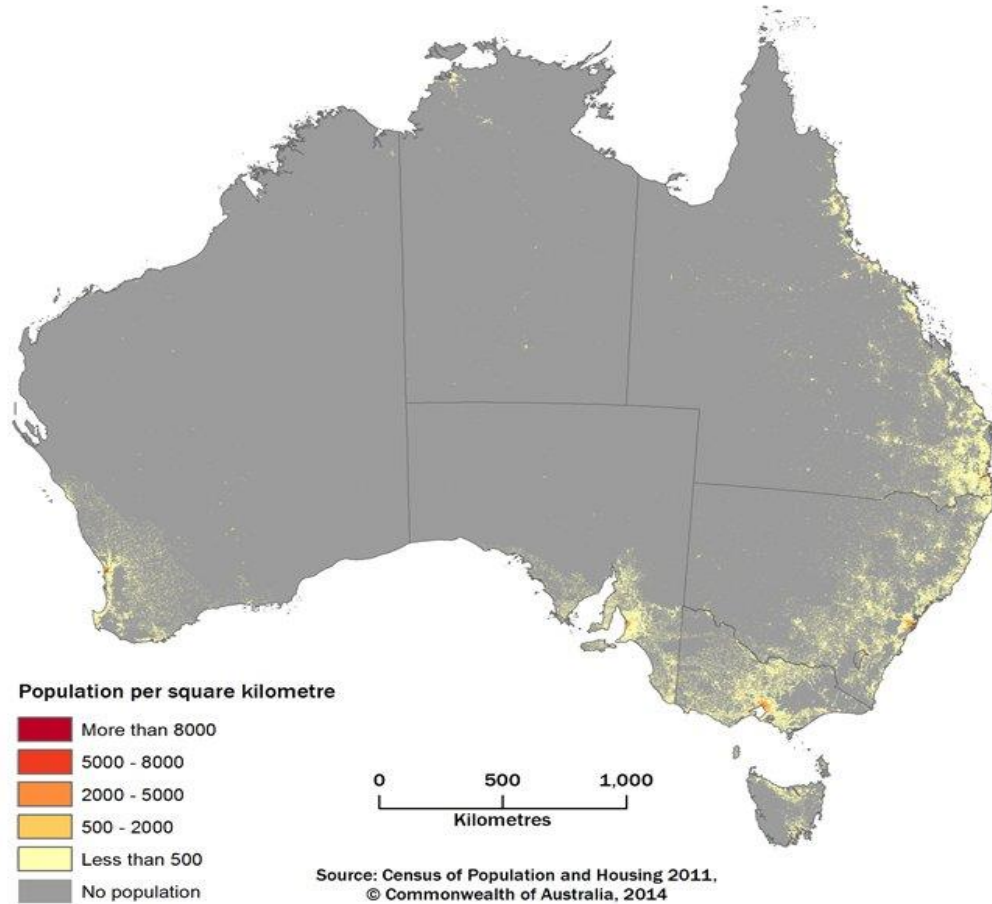 Population per square kilometre
More than 8000
5000 - 8000
2000 - 5000
500 - 2000
Less than 500
No population
0 500 1,000
Kilometres
Source: Census of Population and Housing 2011,
© Commonwealth of Australia, 2014